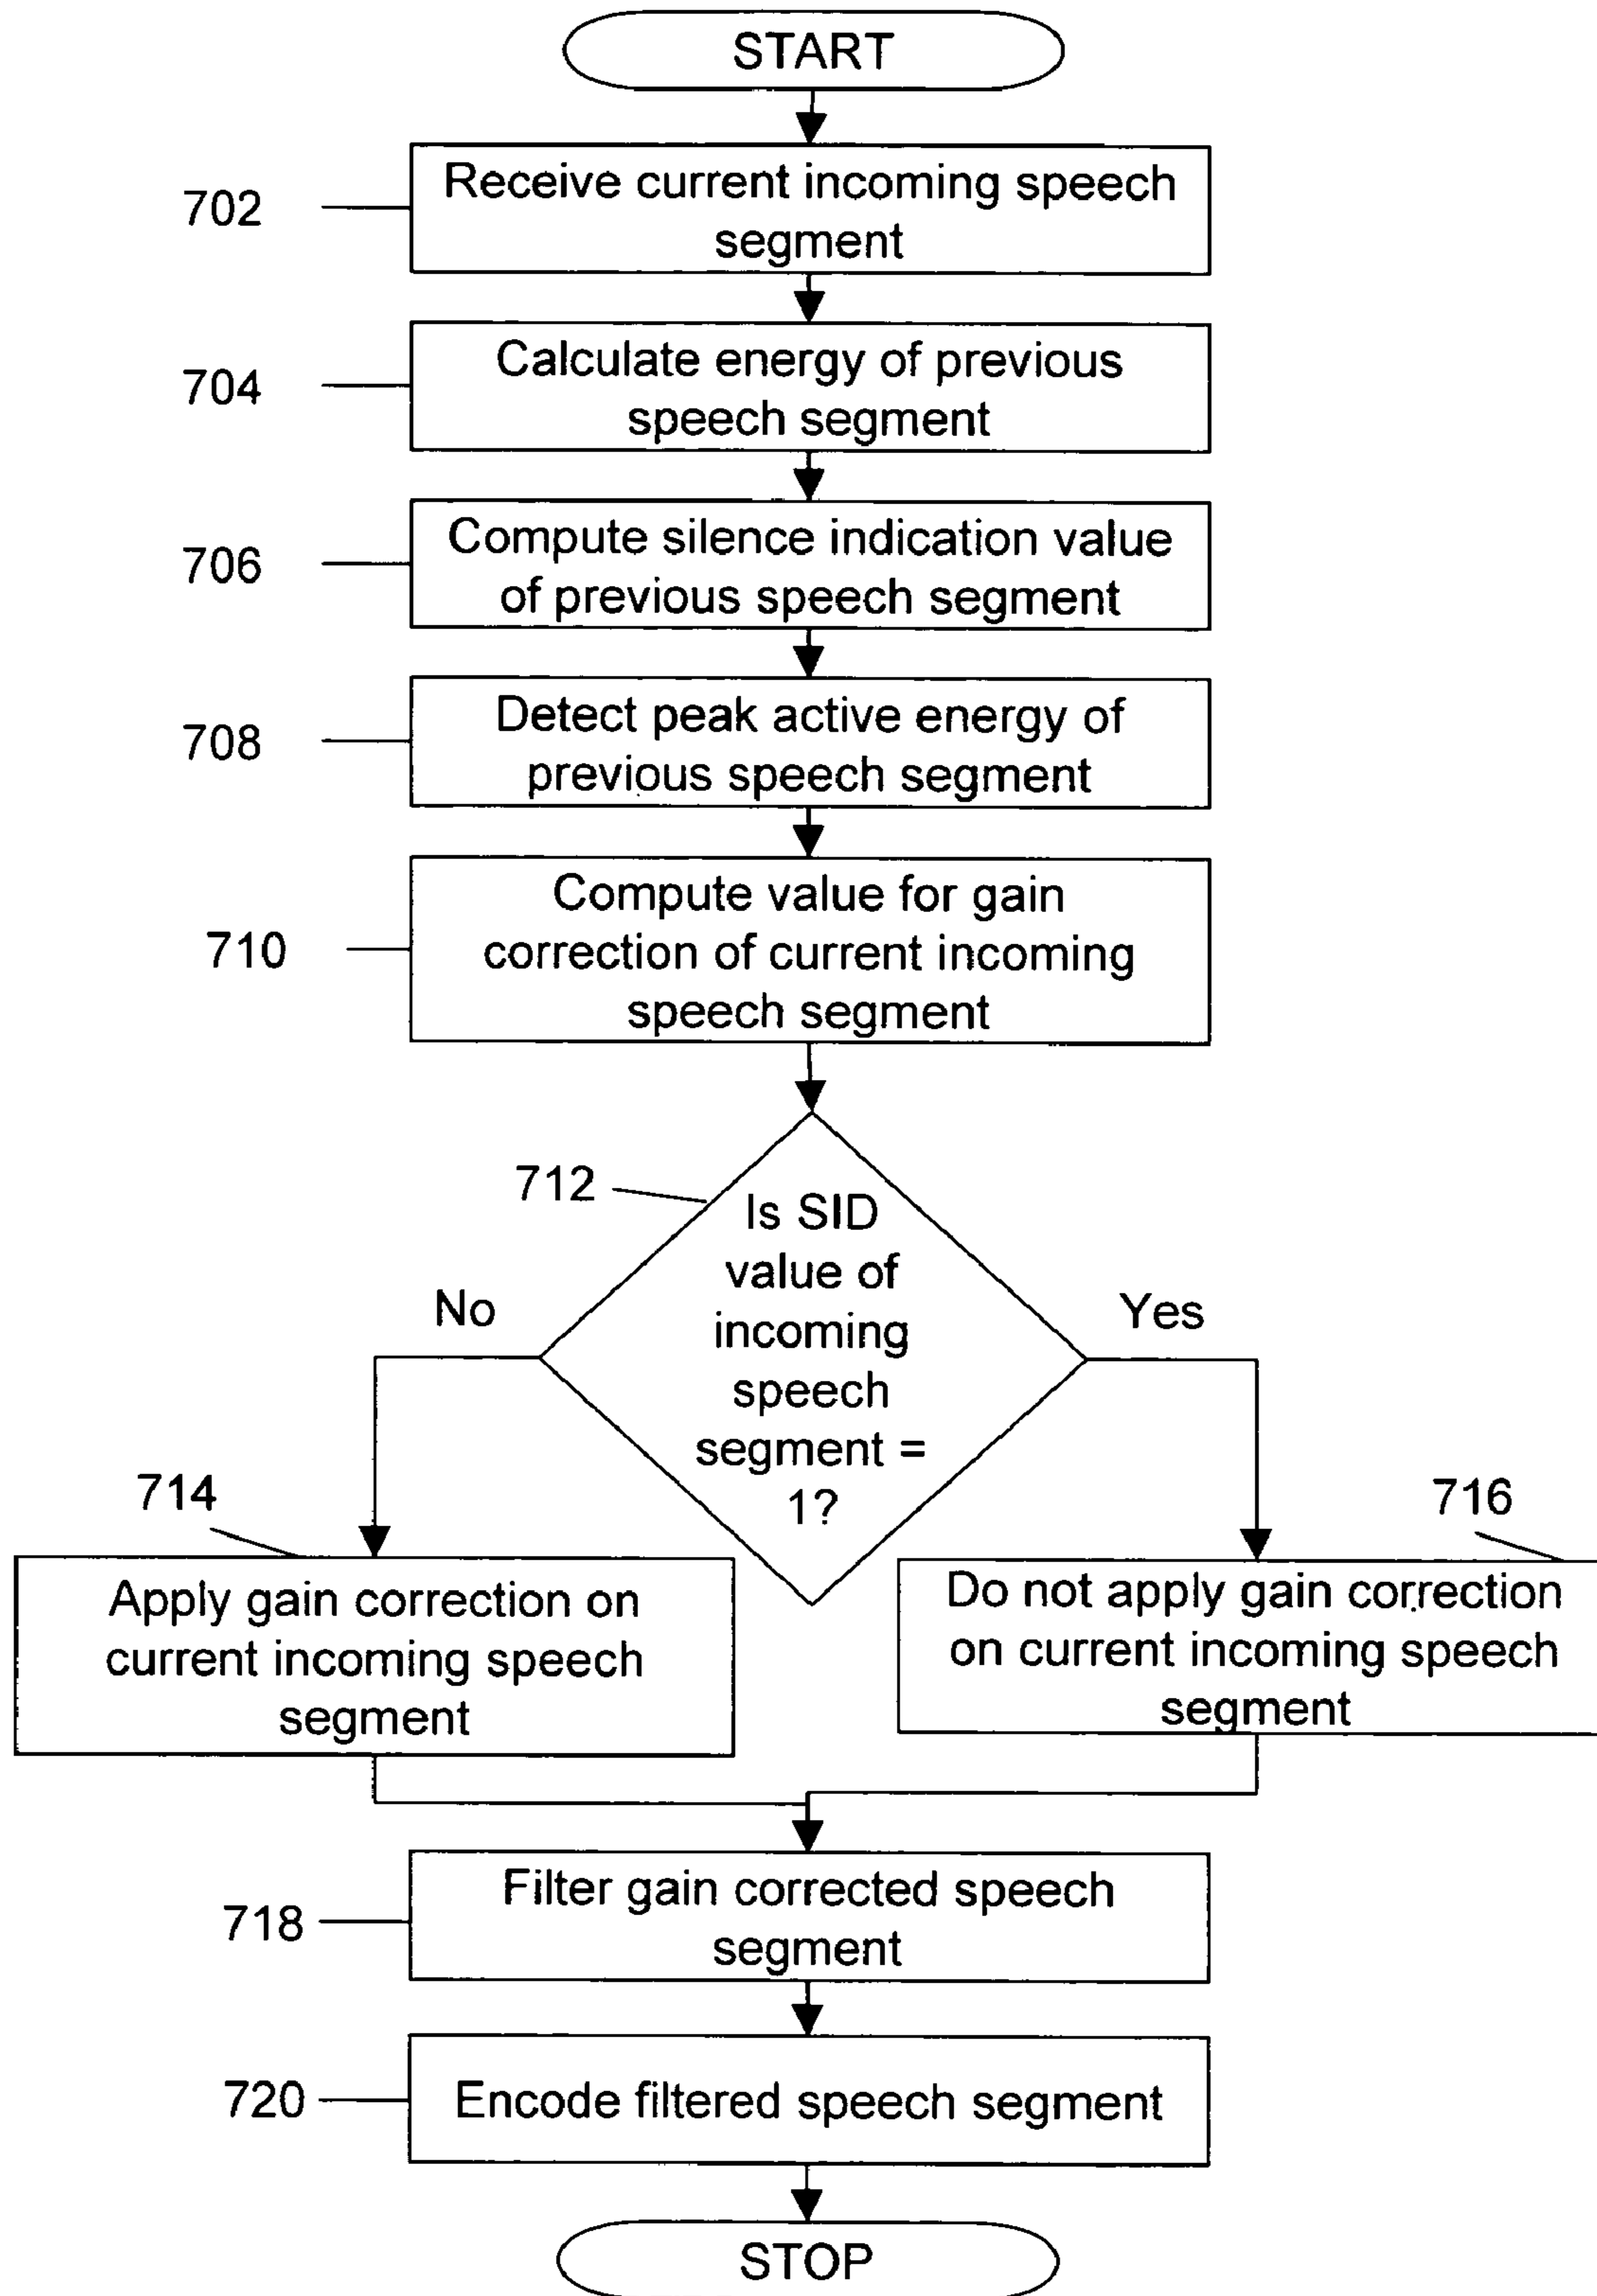 START
702
Receive current incoming speech
segment
704
Calculate energy of previous
speech segment
706
Compute silence indication value
of previous speech segment
708
Detect peak active energy of
previous speech segment
710
Compute value for gain
correction of current incoming
speech segment
712
Is SID
value of
incoming
speech
segment =
1?
No
Yes
714
Apply gain correction on
current incoming speech
segment
716
Do not apply gain correction
on current incoming speech
segment
718
Filter gain corrected speech
segment
720
Encode filtered speech segment
STOP